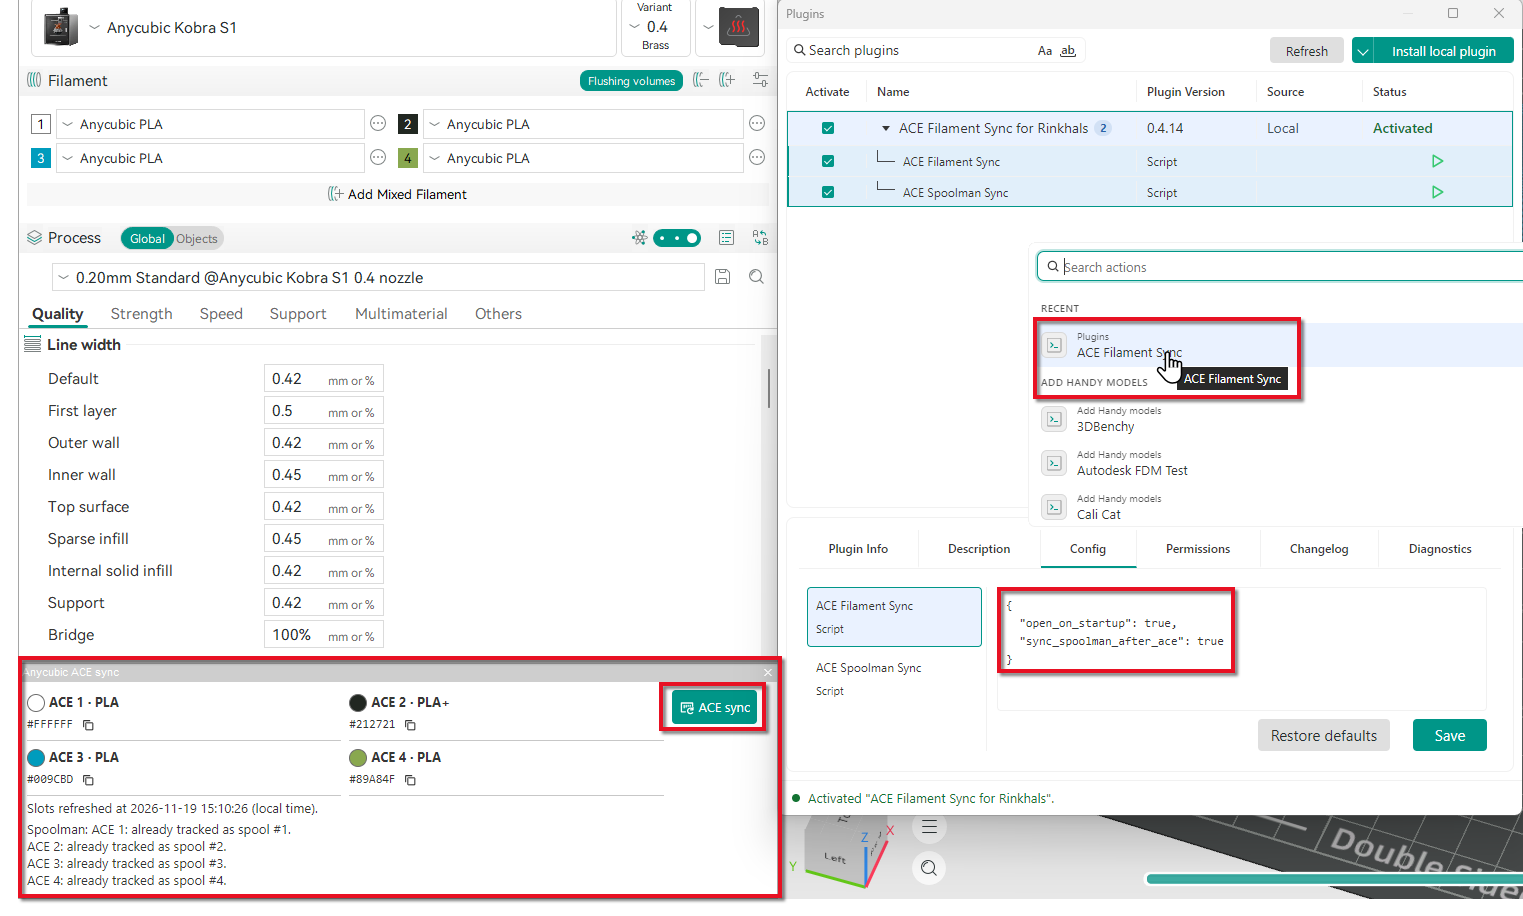 Anycubic Kobra S1
Variant
0.4
Brass
Filament
Flushing volumes
1 Anycubic PLA
2 Anycubic PLA
3 Anycubic PLA
4 Anycubic PLA
Add Mixed Filament
Process
Global Objects
0.20mm Standard @Anycubic Kobra S1 0.4 nozzle
Quality Strength Speed Support Multimaterial Others
Line width
Default 0.42 mm or %
First layer 0.5 mm or %
Outer wall 0.42 mm or %
Inner wall 0.45 mm or %
Top surface 0.42 mm or %
Sparse infill 0.45 mm or %
Internal solid infill 0.42 mm or %
Support 0.42 mm or %
Bridge 100% mm or %
Anycubic ACE sync
ACE 1 · PLA
#FFFFFF
ACE 2 · PLA+
#212721
ACE sync
ACE 3 · PLA
#009CBD
ACE 4 · PLA
#89A84F
Slots refreshed at 2026-11-19 15:10:26 (local time).
Spoolman: ACE 1: already tracked as spool #1.
ACE 2: already tracked as spool #2.
ACE 3: already tracked as spool #3.
ACE 4: already tracked as spool #4.
Plugins
Search plugins Aa ab
Refresh
Install local plugin
Activate Name Plugin Version Source Status
ACE Filament Sync for Rinkhals 2 0.4.14 Local Activated
ACE Filament Sync Script
ACE Spoolman Sync Script
Search actions
RECENT
Plugins
ACE Filament Sync
ACE Filament Sync
ADD HANDY MODELS
Add Handy models
3DBenchy
Add Handy models
Autodesk FDM Test
Add Handy models
Cali Cat
Plugin Info Description Config Permissions Changelog Diagnostics
ACE Filament Sync
Script
ACE Spoolman Sync
Script
{
"open_on_startup": true,
"sync_spoolman_after_ace": true
}
Restore defaults
Save
Activated "ACE Filament Sync for Rinkhals".
Left
Z
X
Y
Double